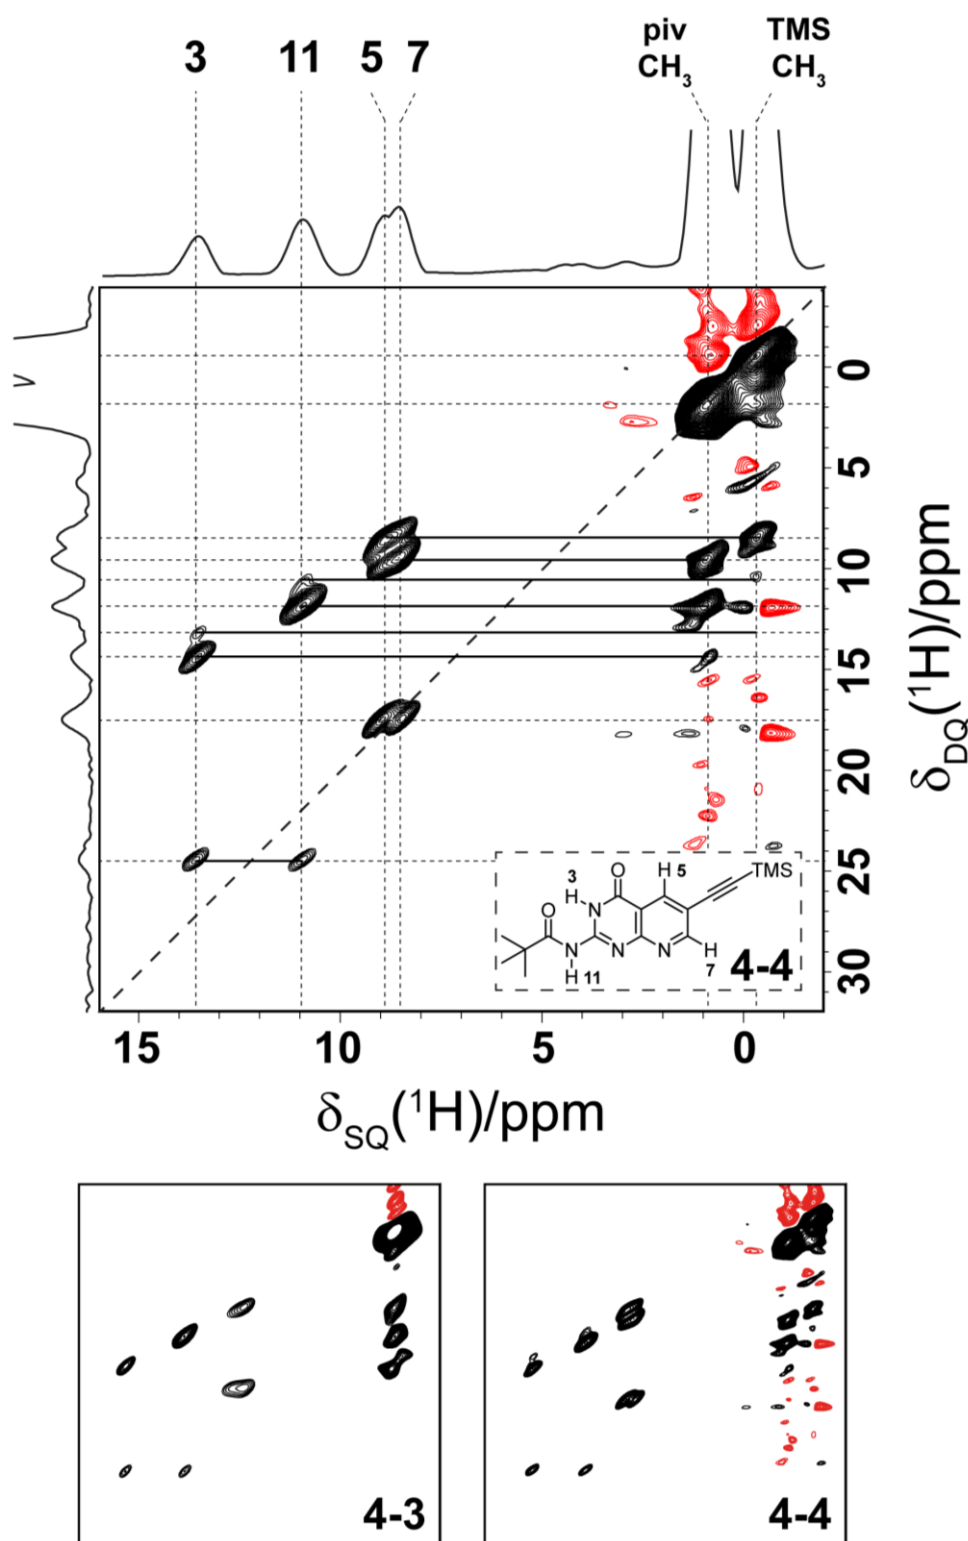 3 11 5 7 piv CH₃ TMS CH₃
0
5
10
15
20
25
30
δDQ(¹H)/ppm
O H 5 TMS
3 H N O
O N N N H
H 11 7 4-4
15 10 5 0
δSQ(¹H)/ppm
4-3 4-4